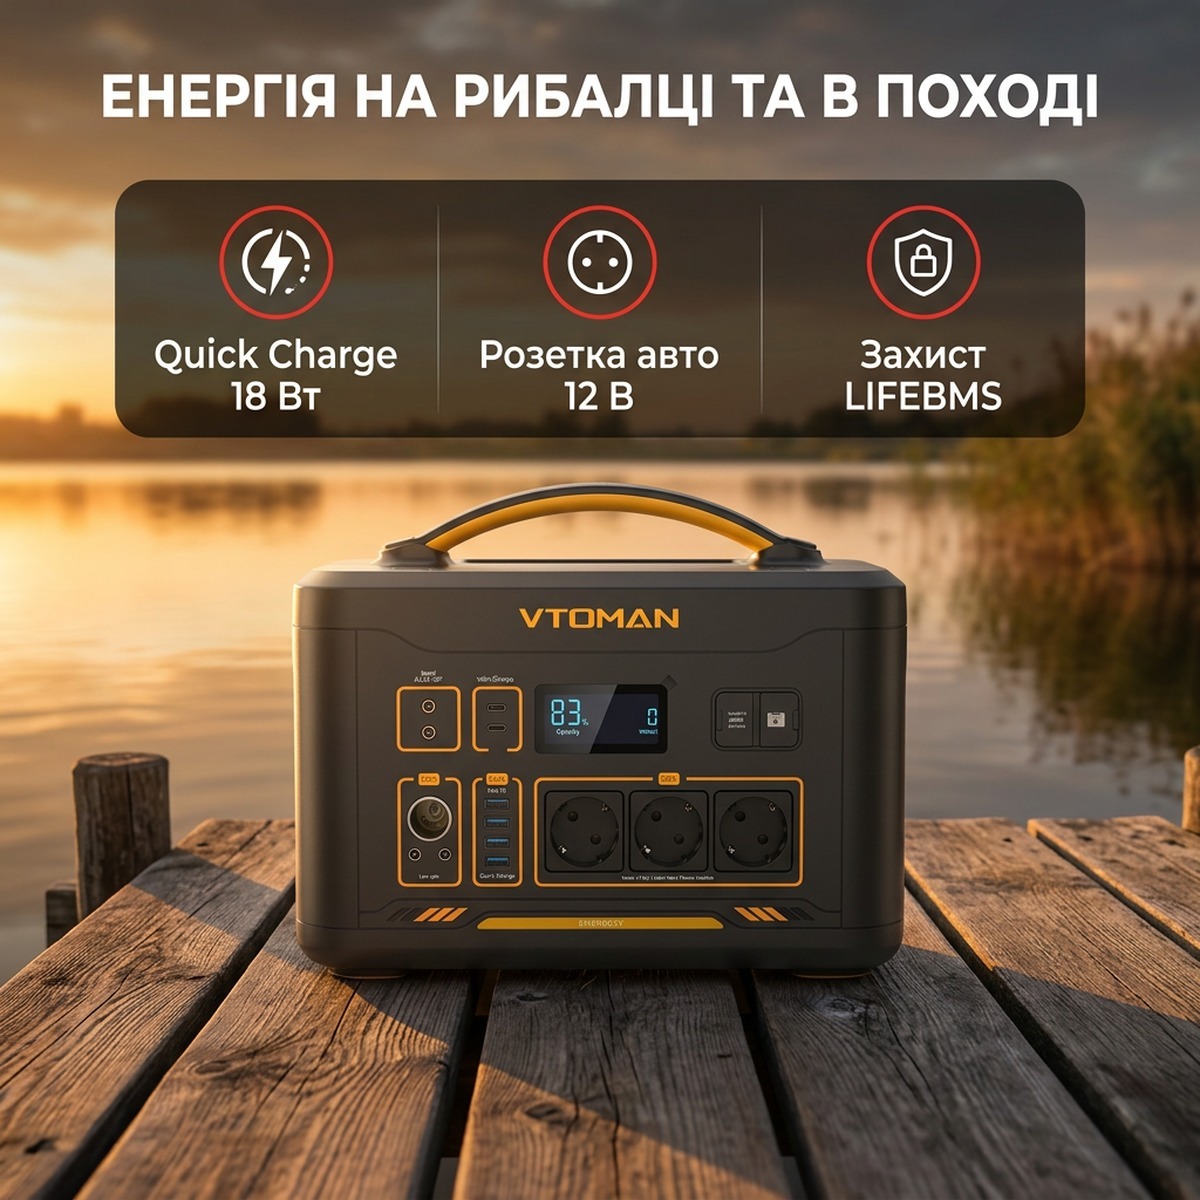 ЕНЕРГІЯ НА РИБАЛЦІ ТА В ПОХОДІ
Quick Charge
18 Вт
Розетка авто
12 В
Захист
LIFEBMS
VTOMAN
83 %
0